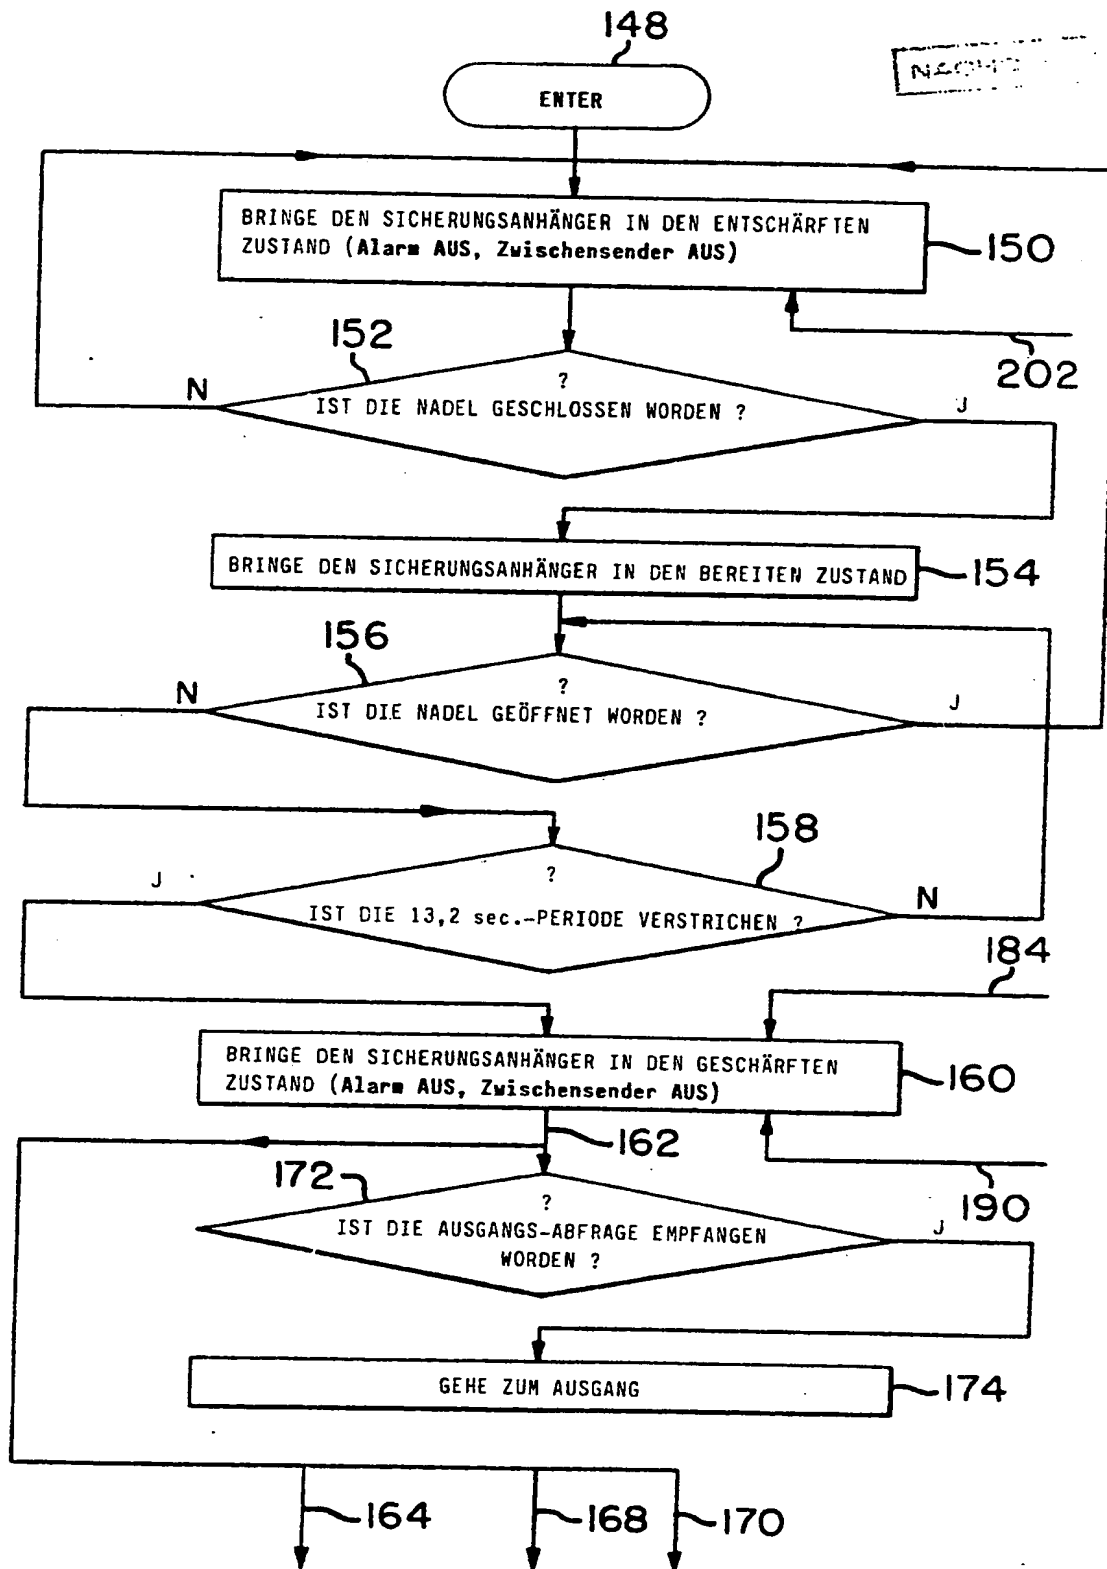 148
ENTER
BRINGE DEN SICHERUNGSANHÄNGER IN DEN ENTSCHÄRFTEN
ZUSTAND (Alarm AUS, Zwischensender AUS)
150
202
152
N
?
IST DIE NADEL GESCHLOSSEN WORDEN ?
J
BRINGE DEN SICHERUNGSANHÄNGER IN DEN BEREITEN ZUSTAND
154
156
N
?
IST DIE NADEL GEÖFFNET WORDEN ?
J
158
J
?
IST DIE 13,2 sec.-PERIODE VERSTRICHEN ?
N
184
BRINGE DEN SICHERUNGSANHÄNGER IN DEN GESCHÄRFTEN
ZUSTAND (Alarm AUS, Zwischensender AUS)
160
162
190
172
?
IST DIE AUSGANGS-ABFRAGE EMPFANGEN
WORDEN ?
J
GEHE ZUM AUSGANG
174
164
168
170